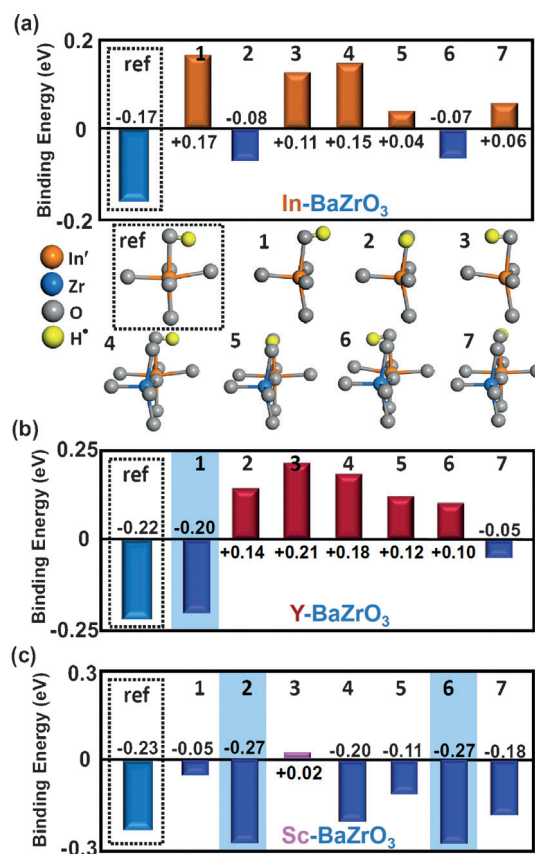 (a)
0.2
0
-0.2
Binding Energy (eV)
ref 1 2 3 4 5 6 7
-0.17 +0.17 -0.08 +0.11 +0.15 +0.04 -0.07 +0.06
In-BaZrO₃
In′
Zr
O
H•
ref 1 2 3
4 5 6 7
(b)
0.25
0
-0.25
Binding Energy (eV)
ref 1 2 3 4 5 6 7
-0.22 -0.20 +0.14 +0.21 +0.18 +0.12 +0.10 -0.05
Y-BaZrO₃
(c)
0.3
0
-0.3
Binding Energy (eV)
ref 1 2 3 4 5 6 7
-0.23 -0.05 -0.27 +0.02 -0.20 -0.11 -0.27 -0.18
Sc-BaZrO₃